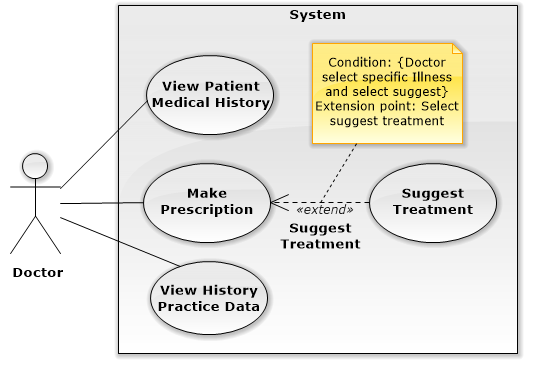 System
Condition: {Doctor
select specific Illness
and select suggest}
Extension point: Select
suggest treatment
View Patient
Medical History
Make
Prescription
«extend»
Suggest
Treatment
Suggest
Treatment
Doctor
View History
Practice Data